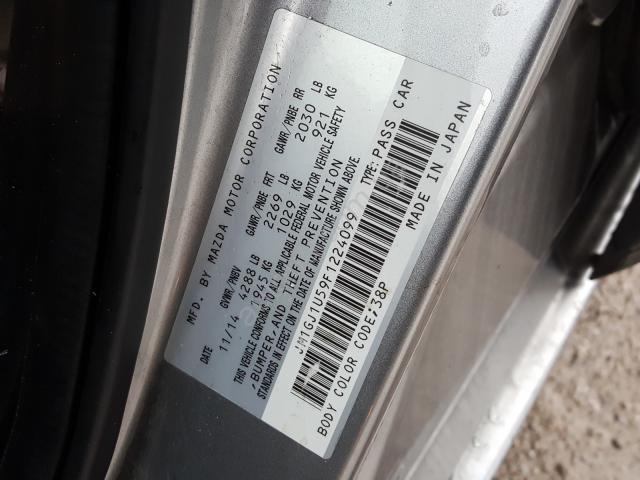 MFD. BY MAZDA MOTOR CORPORATION
DATE GVWR/PNBV GAWR/PNBE FRT GAWR/PNBE RR
11/14 4288 LB 2269 LB 2030 LB
1945 KG 1029 KG 921 KG
THIS VEHICLE CONFORMS TO ALL APPLICABLE FEDERAL MOTOR VEHICLE SAFETY
,BUMPER,AND THEFT PREVENTION
STANDARDS IN EFFECT ON THE DATE OF MANUFACTURE SHOWN ABOVE.
JM1GJ1U59F1224099 TYPE: PASS CAR
BODY COLOR CODE;38P MADE IN JAPAN